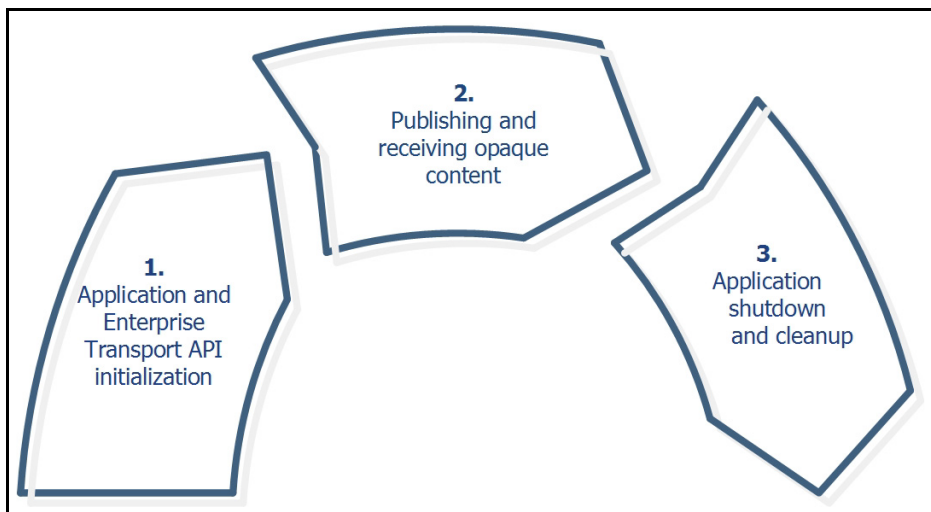 1.
Application and
Enterprise
Transport API
initialization
2.
Publishing and
receiving opaque
content
3.
Application
shutdown
and cleanup